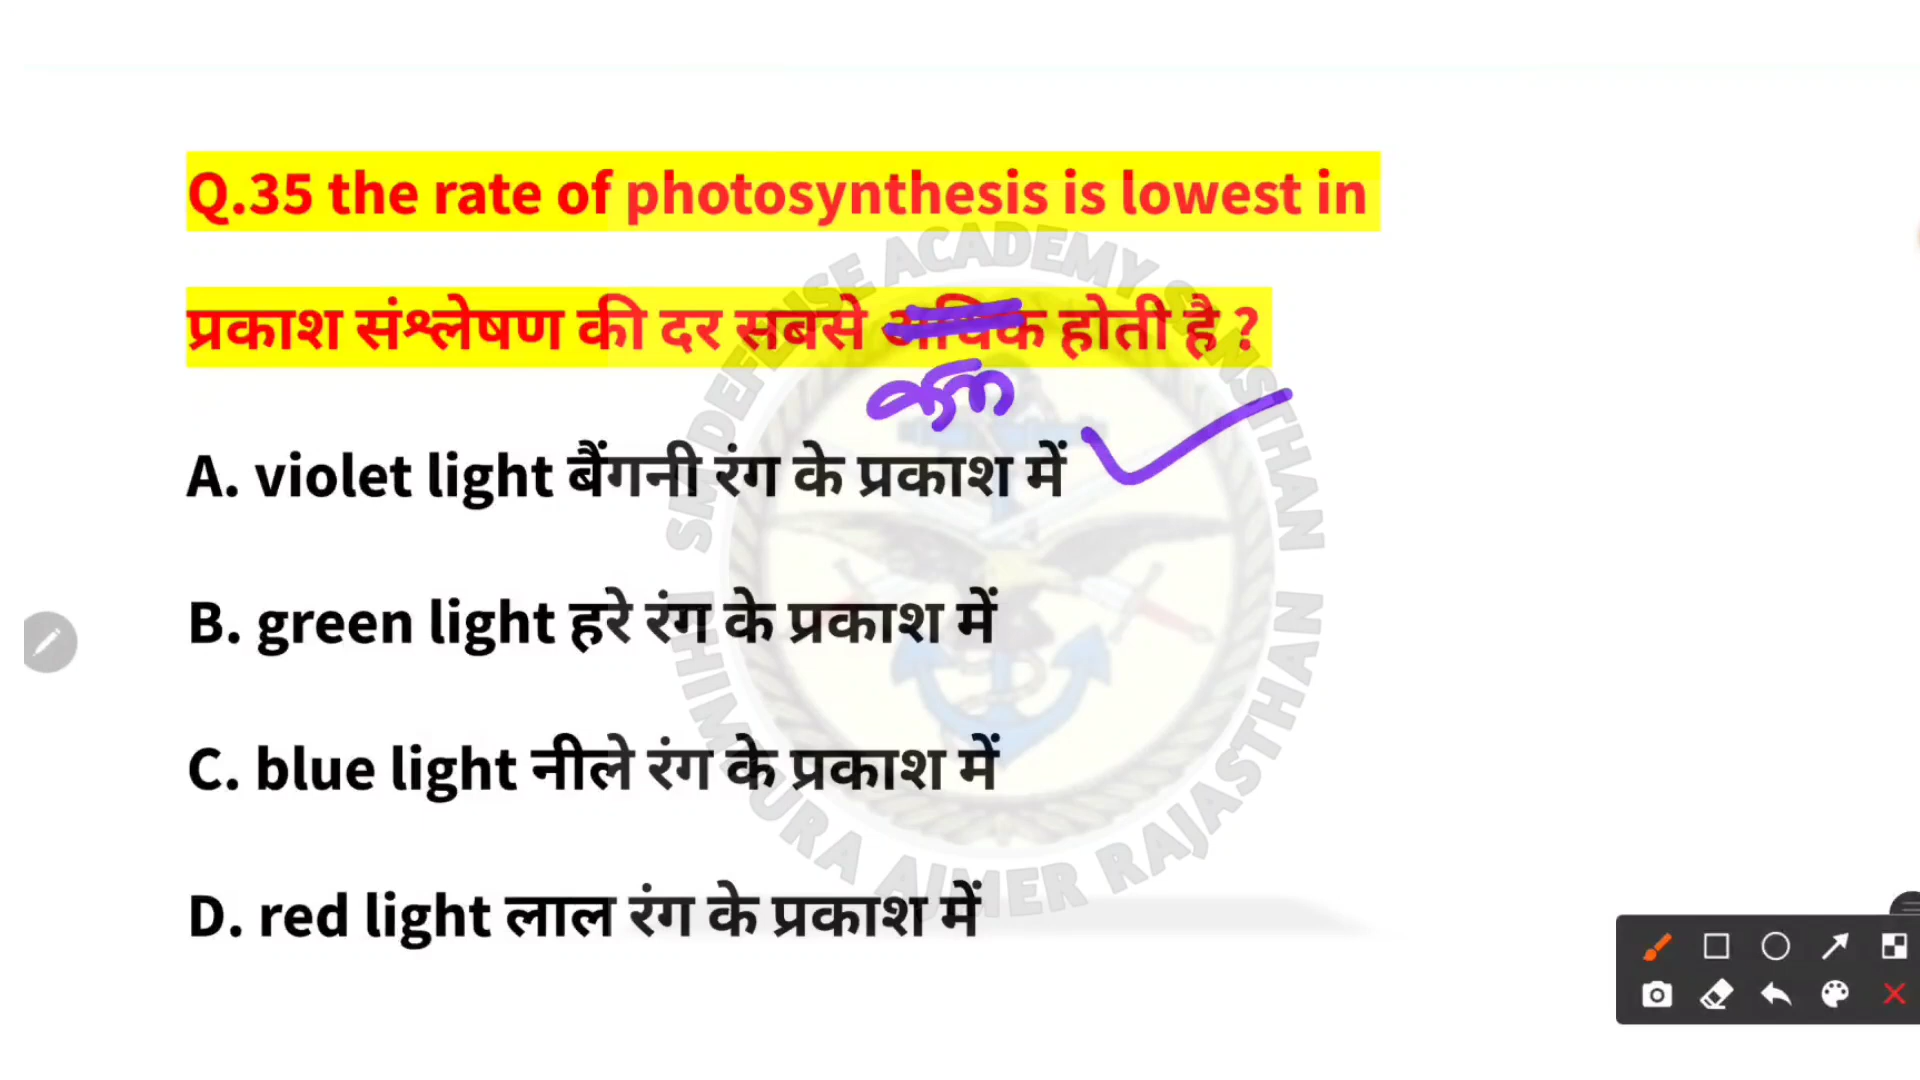 Q.35 the rate of photosynthesis is lowest in
प्रकाश संश्लेषण की दर सबसे अधिक होती है ?
कम
A. violet light बैंगनी रंग के प्रकाश में
B. green light हरे रंग के प्रकाश में
C. blue light नीले रंग के प्रकाश में
D. red light लाल रंग के प्रकाश में